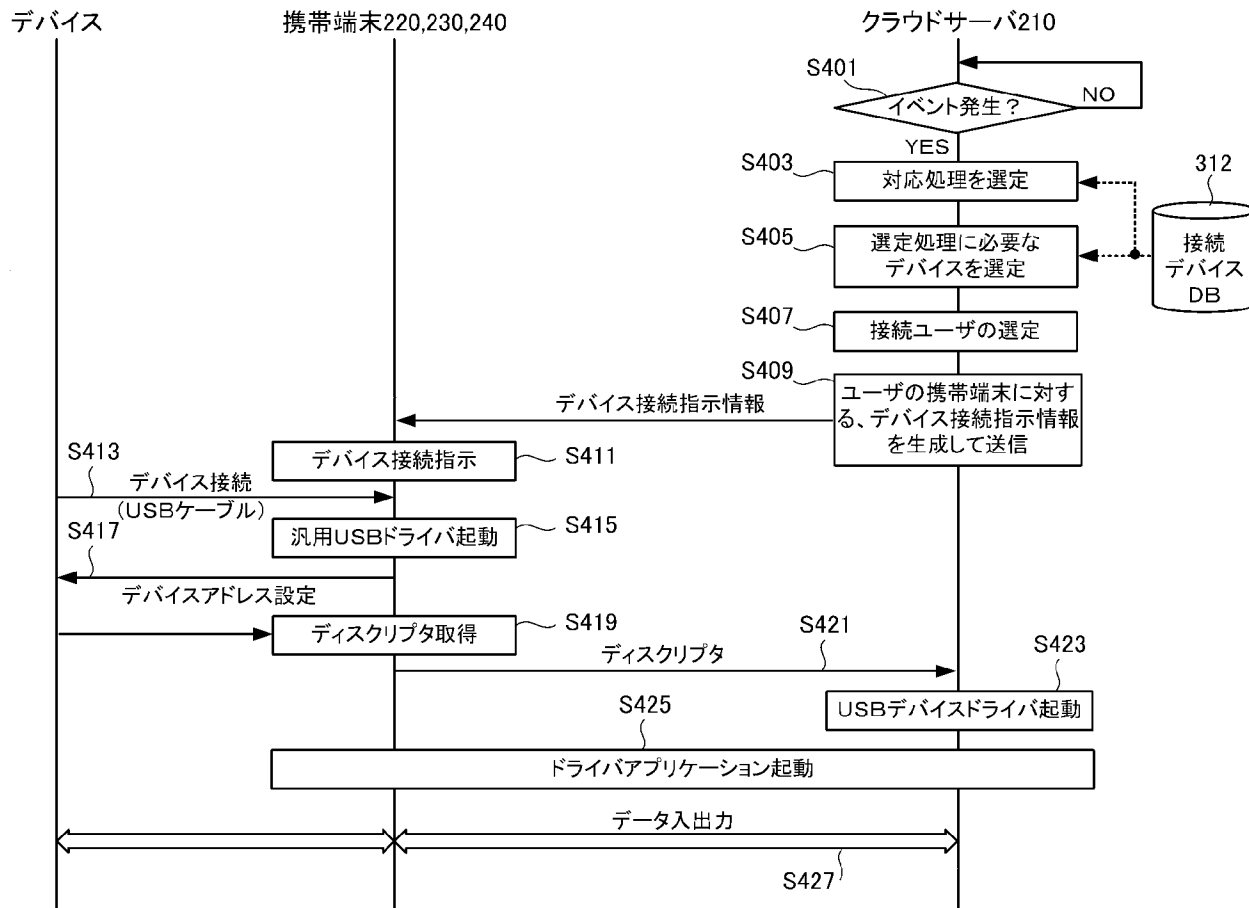 デバイス
携帯端末220,230,240
クラウドサーバ210
S401
イベント発生？
NO
YES
S403
対応処理を選定
312
S405
選定処理に必要な
デバイスを選定
接続
デバイス
DB
S407
接続ユーザの選定
S409
ユーザの携帯端末に対す
る、デバイス接続指示情報
を生成して送信
デバイス接続指示情報
デバイス接続指示
S411
S413
デバイス接続
(USBケーブル)
汎用USBドライバ起動
S415
S417
デバイスアドレス設定
ディスクリプタ取得
S419
ディスクリプタ
S421
S423
USBデバイスドライバ起動
S425
ドライバアプリケーション起動
データ入出力
S427